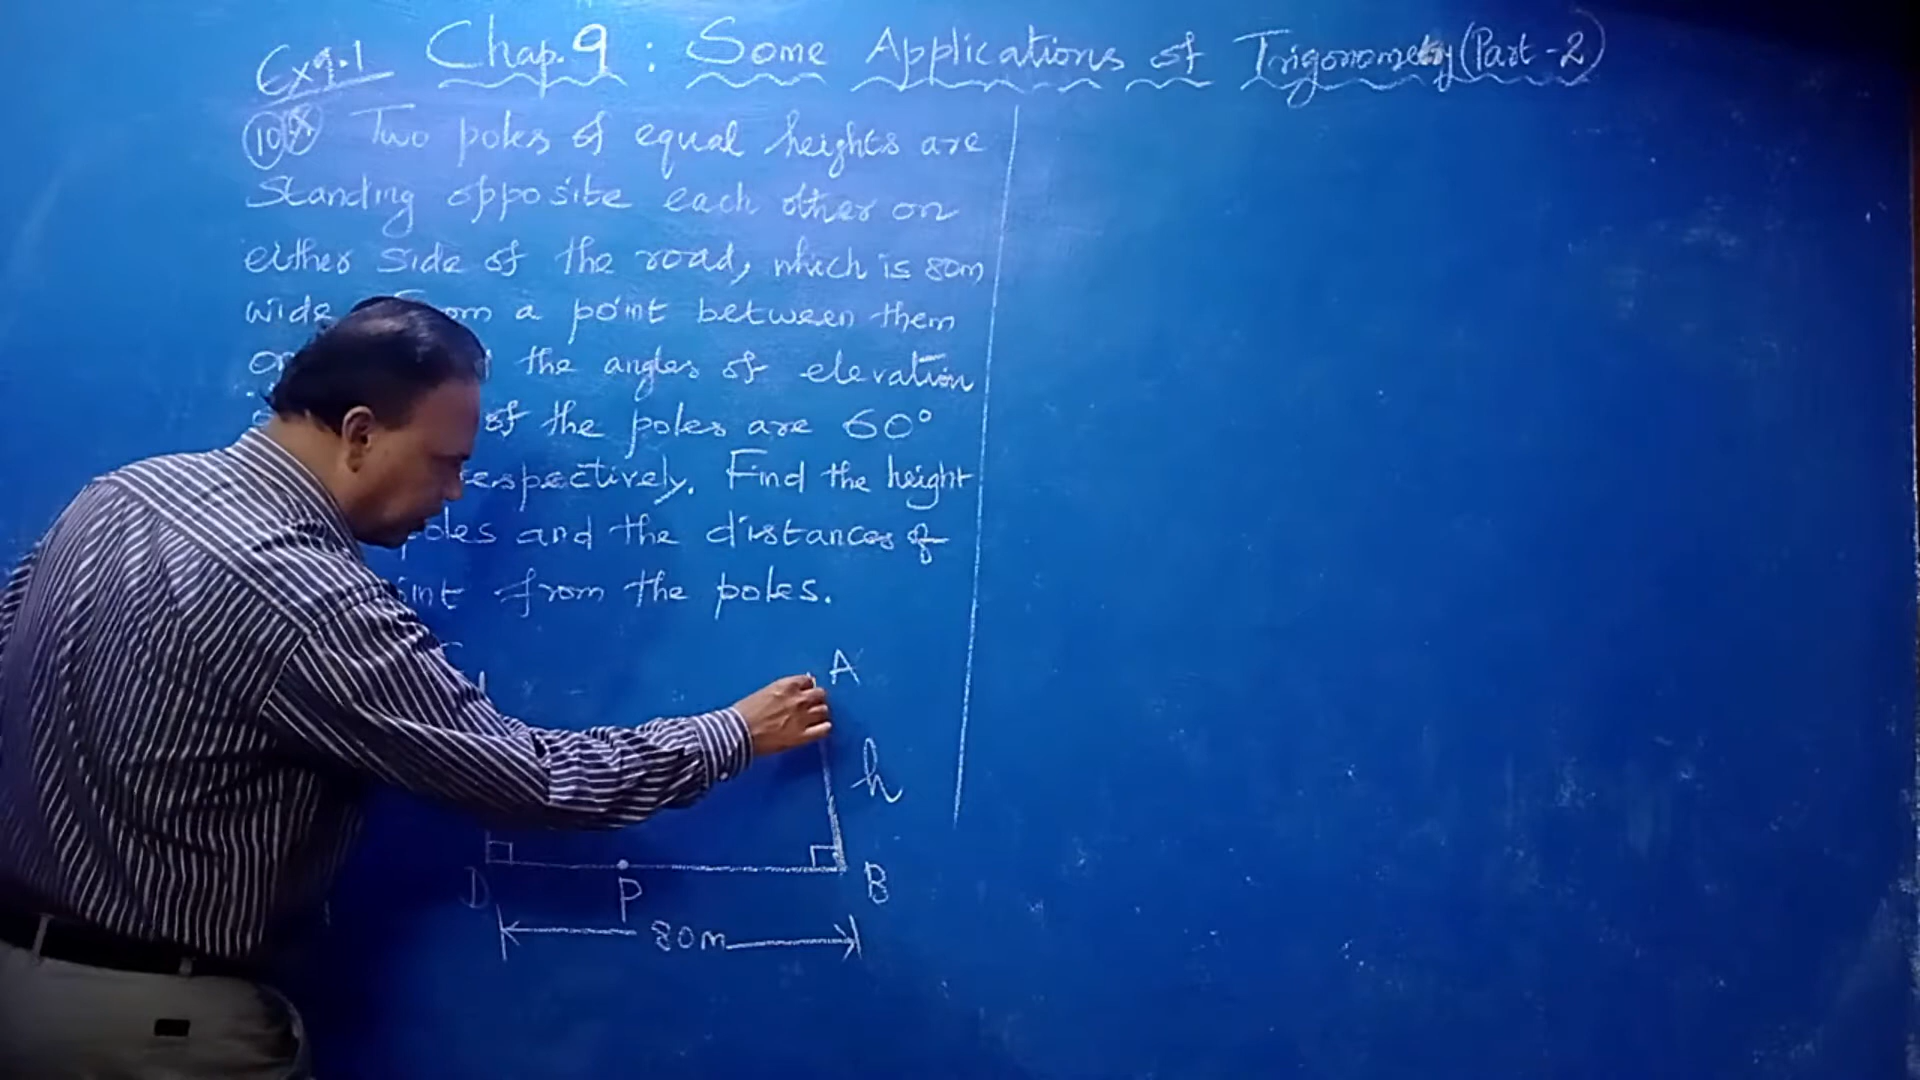 Ex9.1 Chap.9 : Some Applications of Trigonometry (Part-2)
10 Two poles of equal heights are
Standing opposite each other on
either side of the road, which is 80m
wide. From a point between them
the angles of elevation
of the poles are 60°
respectively. Find the height
poles and the distances of
from the poles.
A
h
D P B
80m